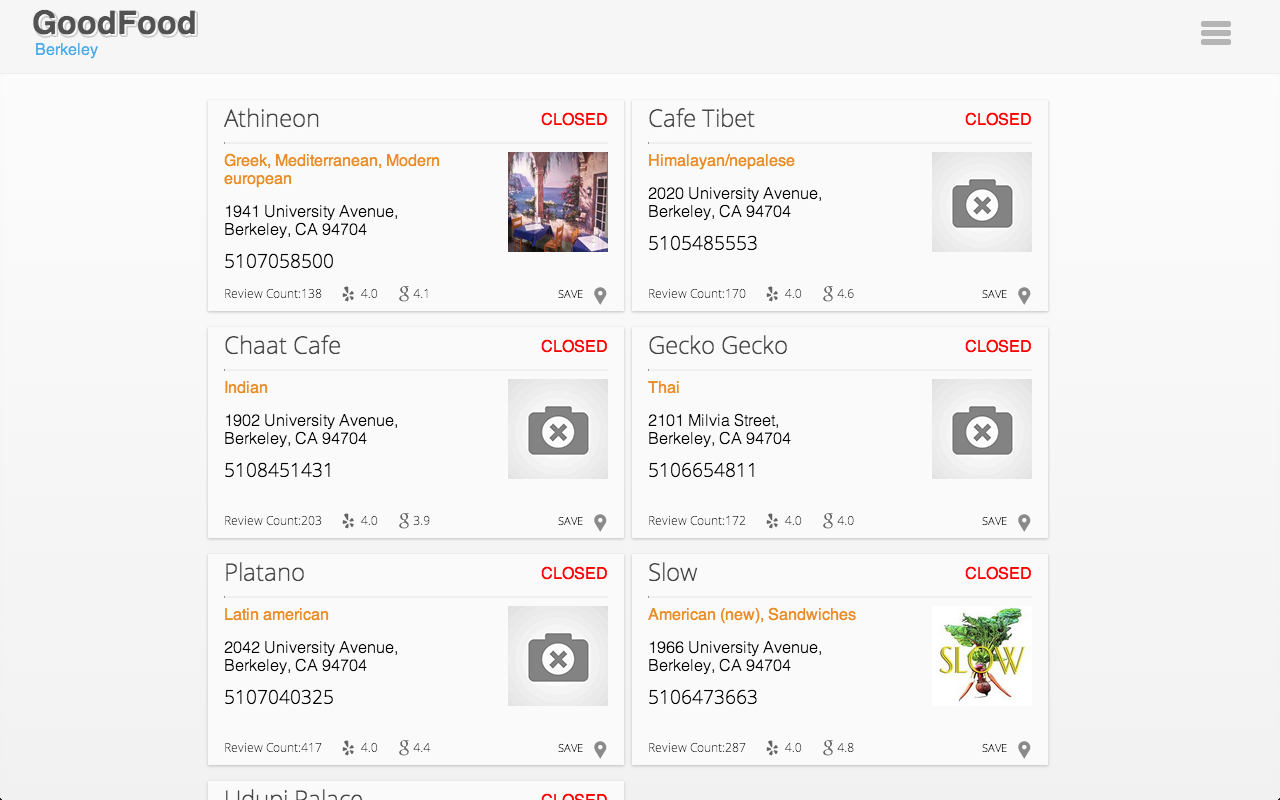 GoodFood
Berkeley
Athineon
CLOSED
Greek, Mediterranean, Modern
european
1941 University Avenue,
Berkeley, CA 94704
5107058500
Review Count:138 4.0 g 4.1 SAVE
Cafe Tibet
CLOSED
Himalayan/nepalese
2020 University Avenue,
Berkeley, CA 94704
5105485553
Review Count:170 4.0 g 4.6 SAVE
Chaat Cafe
CLOSED
Indian
1902 University Avenue,
Berkeley, CA 94704
5108451431
Review Count:203 4.0 g 3.9 SAVE
Gecko Gecko
CLOSED
Thai
2101 Milvia Street,
Berkeley, CA 94704
5106654811
Review Count:172 4.0 g 4.0 SAVE
Platano
CLOSED
Latin american
2042 University Avenue,
Berkeley, CA 94704
5107040325
Review Count:417 4.0 g 4.4 SAVE
Slow
CLOSED
American (new), Sandwiches
1966 University Avenue,
Berkeley, CA 94704
5106473663
SLOW
Review Count:287 4.0 g 4.8 SAVE
Udupi Palace
CLOSED